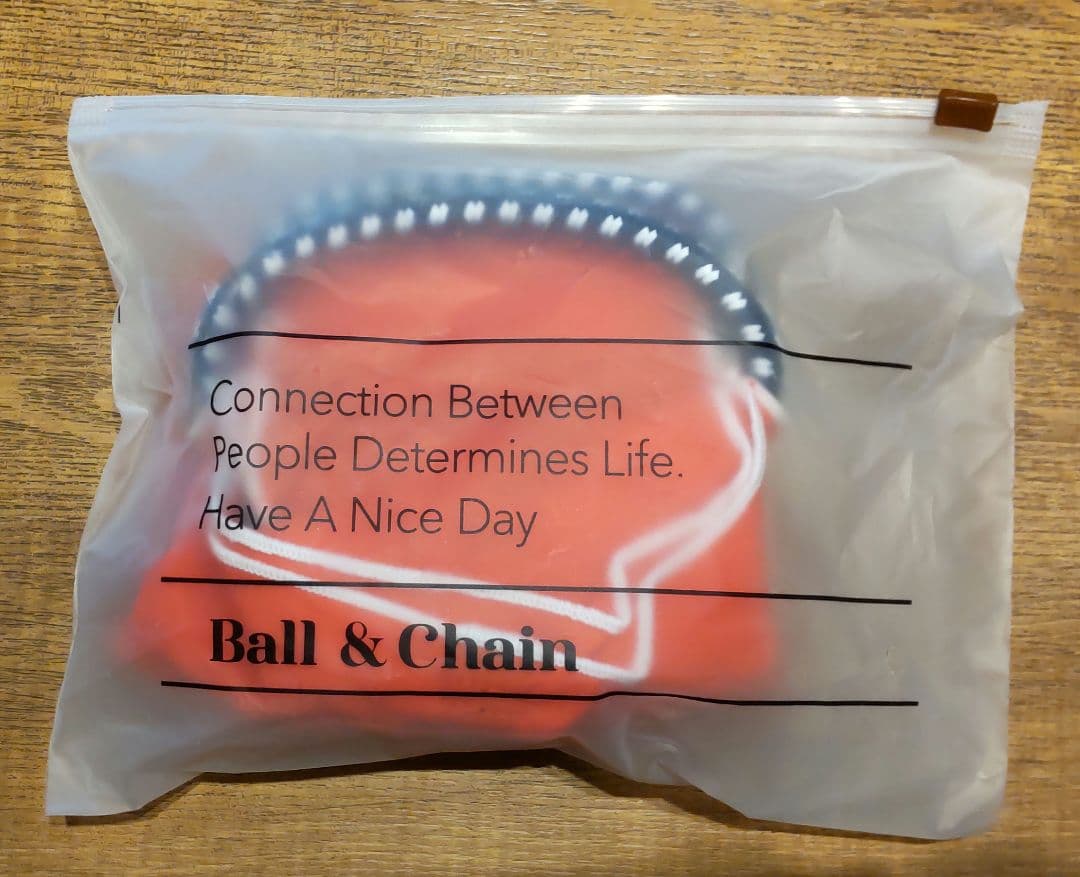 Connection Between
People Determines Life.
Have A Nice Day
Ball & Chain